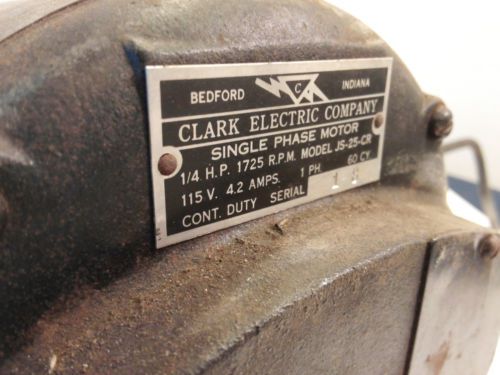 BEDFORD C INDIANA
CLARK ELECTRIC COMPANY
SINGLE PHASE MOTOR
1/4 H.P. 1725 R.P.M. MODEL JS-25-CR
115 V. 4.2 AMPS. 1 PH 60 CY
CONT. DUTY SERIAL